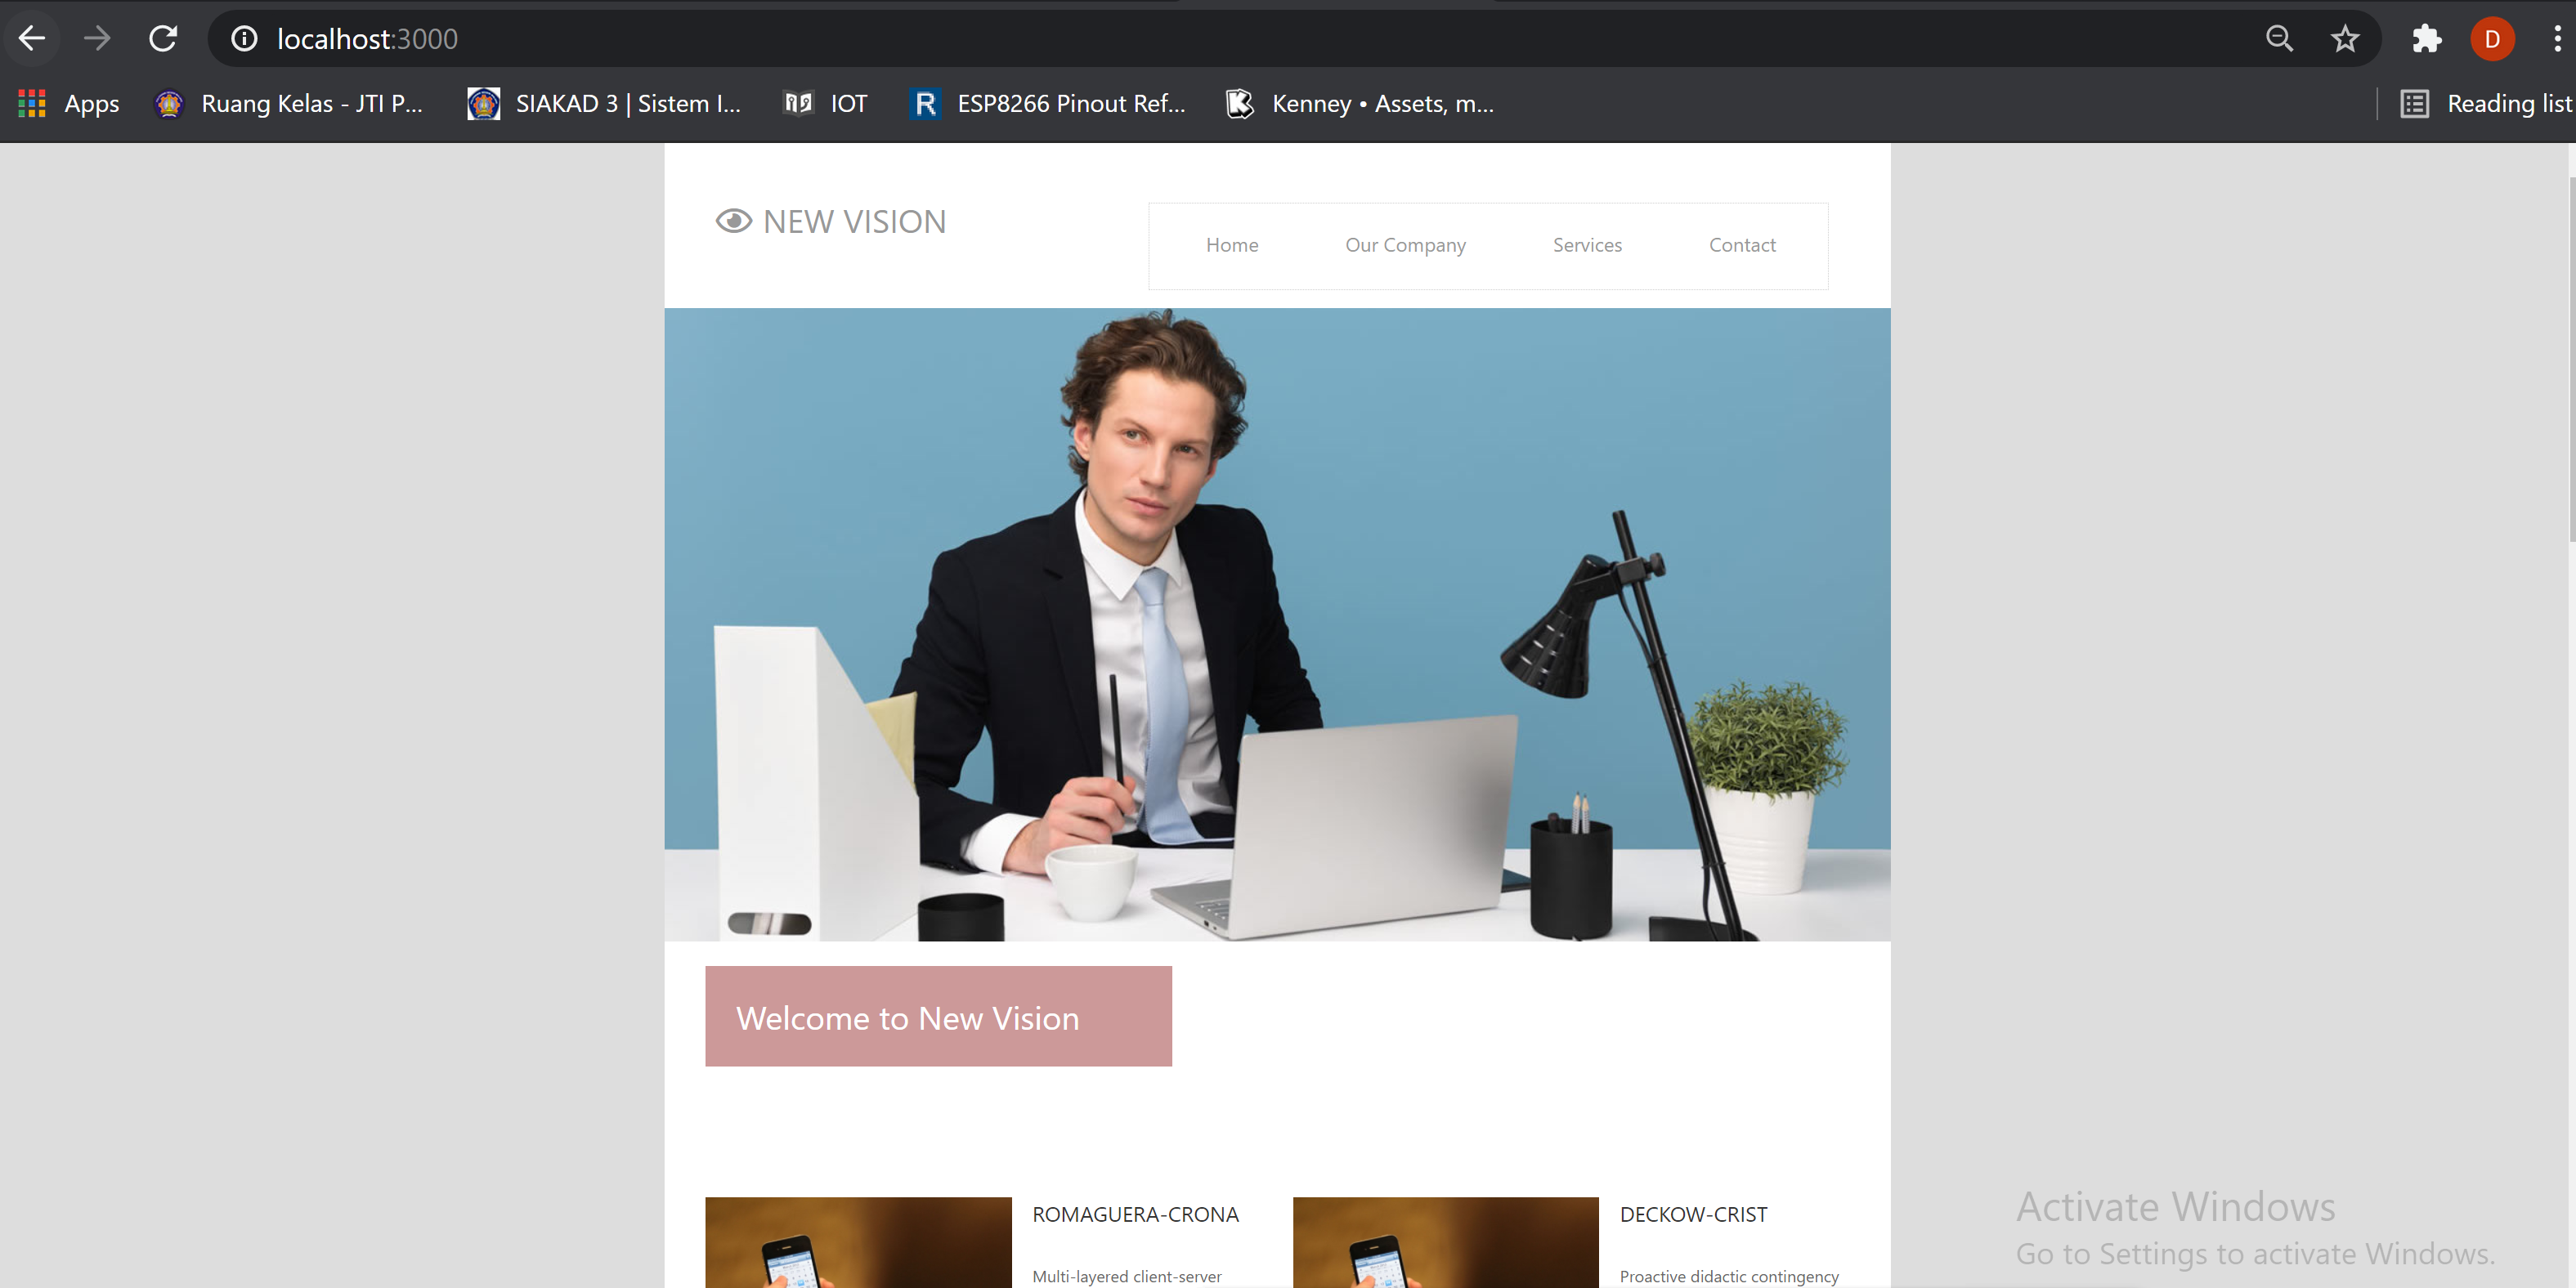 localhost:3000
D
Apps
Ruang Kelas - JTI P...
SIAKAD 3 | Sistem I...
IOT
R
ESP8266 Pinout Ref...
K
Kenney • Assets, m...
Reading list
NEW VISION
Home
Our Company
Services
Contact
Welcome to New Vision
ROMAGUERA-CRONA
DECKOW-CRIST
Multi-layered client-server
Proactive didactic contingency
Activate Windows
Go to Settings to activate Windows.